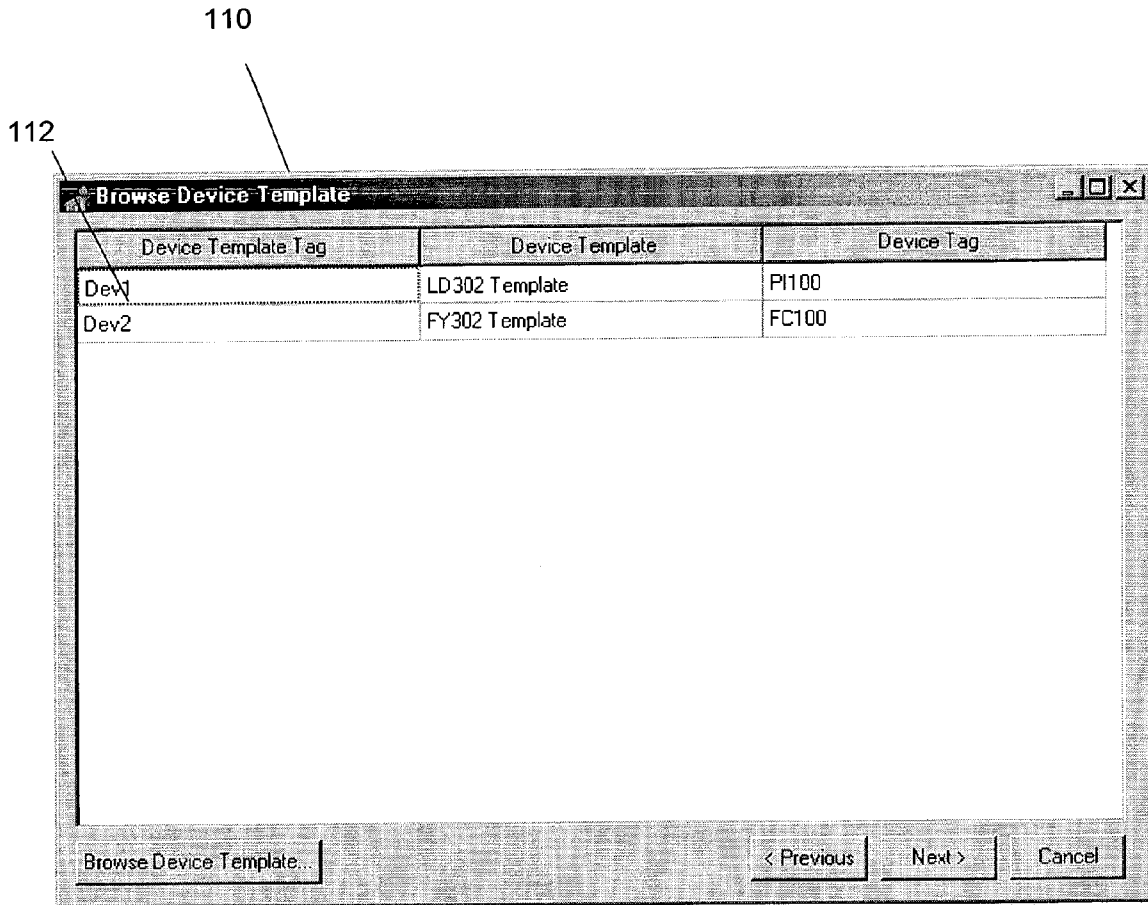 110
112
Browse Device Template
Device Template Tag Device Template Device Tag
Dev1 LD302 Template PI100
Dev2 FY302 Template FC100
Browse Device Template... < Previous Next > Cancel